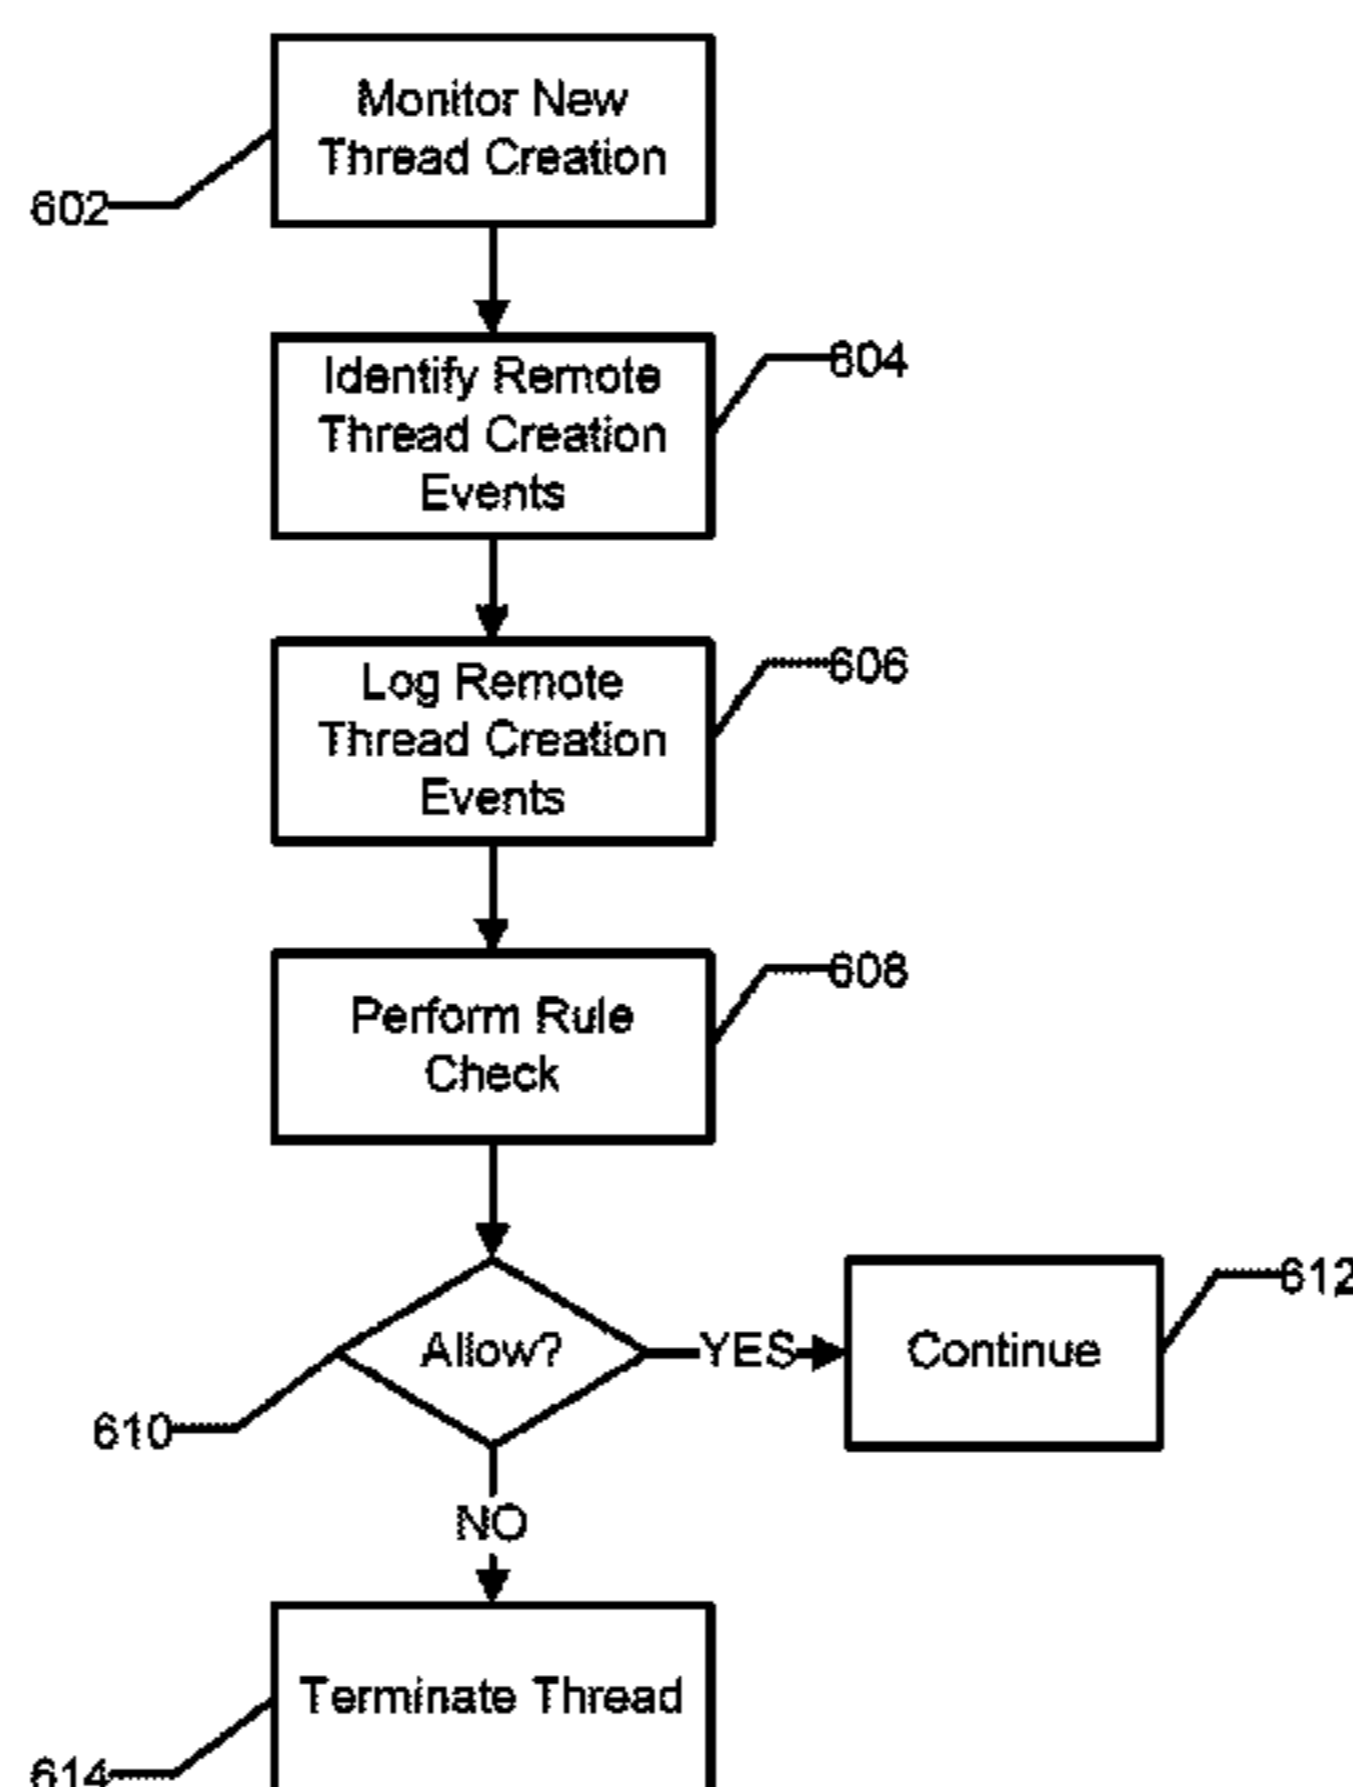 Monitor New
Thread Creation
602
Identify Remote
Thread Creation
Events
604
Log Remote
Thread Creation
Events
606
Perform Rule
Check
608
Allow?
YES
Continue
612
610
NO
Terminate Thread
614